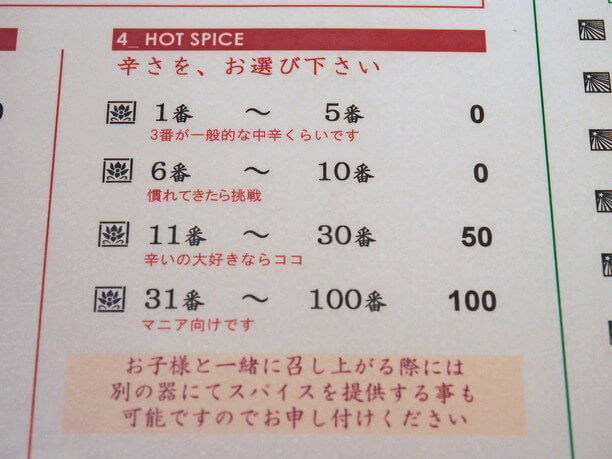 4_ HOT SPICE
辛さを、お選び下さい
1番 ～ 5番 0
3番が一般的な中辛くらいです
6番 ～ 10番 0
慣れてきたら挑戦
11番 ～ 30番 50
辛いの大好きならココ
31番 ～ 100番 100
マニア向けです
お子様と一緒に召し上がる際には
別の器にてスパイスを提供する事も
可能ですのでお申し付けください